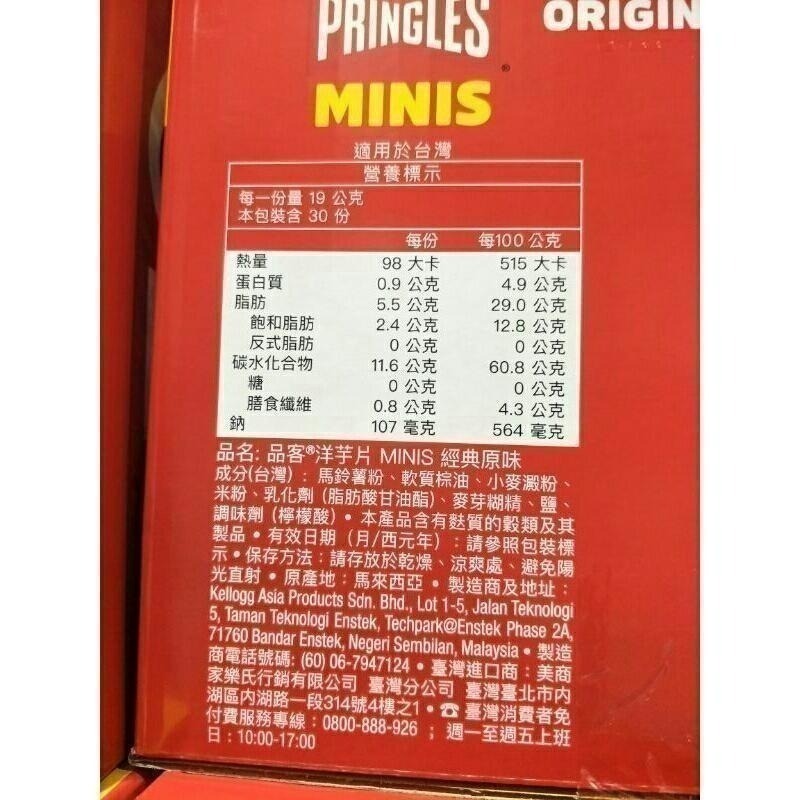 PRINGLES ORIGIN
MINIS
適用於台灣
營養標示
每一份量 19 公克
本包裝含 30 份
每份 每100 公克
熱量 98 大卡 515 大卡
蛋白質 0.9 公克 4.9 公克
脂肪 5.5 公克 29.0 公克
飽和脂肪 2.4 公克 12.8 公克
反式脂肪 0 公克 0 公克
碳水化合物 11.6 公克 60.8 公克
糖 0 公克 0 公克
膳食纖維 0.8 公克 4.3 公克
鈉 107 毫克 564 毫克
品名: 品客®洋芋片 MINIS 經典原味
成分(台灣)：馬鈴薯粉、軟質棕油、小麥澱粉、
米粉、乳化劑 (脂肪酸甘油酯)、麥芽糊精、鹽、
調味劑 (檸檬酸)•本產品含有麩質的穀類及其
製品•有效日期 (月/西元年)：請參照包裝標
示•保存方法：請存放於乾燥、涼爽處、避免陽
光直射•原產地：馬來西亞•製造商及地址：
Kellogg Asia Products Sdn. Bhd., Lot 1-5, Jalan Teknologi
5, Taman Teknologi Enstek, Techpark@Enstek Phase 2A,
71760 Bandar Enstek, Negeri Sembilan, Malaysia•製造
商電話號碼: (60) 06-7947124•臺灣進口商：美商
家樂氏行銷有限公司 臺灣分公司 臺灣臺北市內
湖區內湖路一段314號4樓之1•☎臺灣消費者免
付費服務專線：0800-888-926；週一至週五上班
日：10:00-17:00